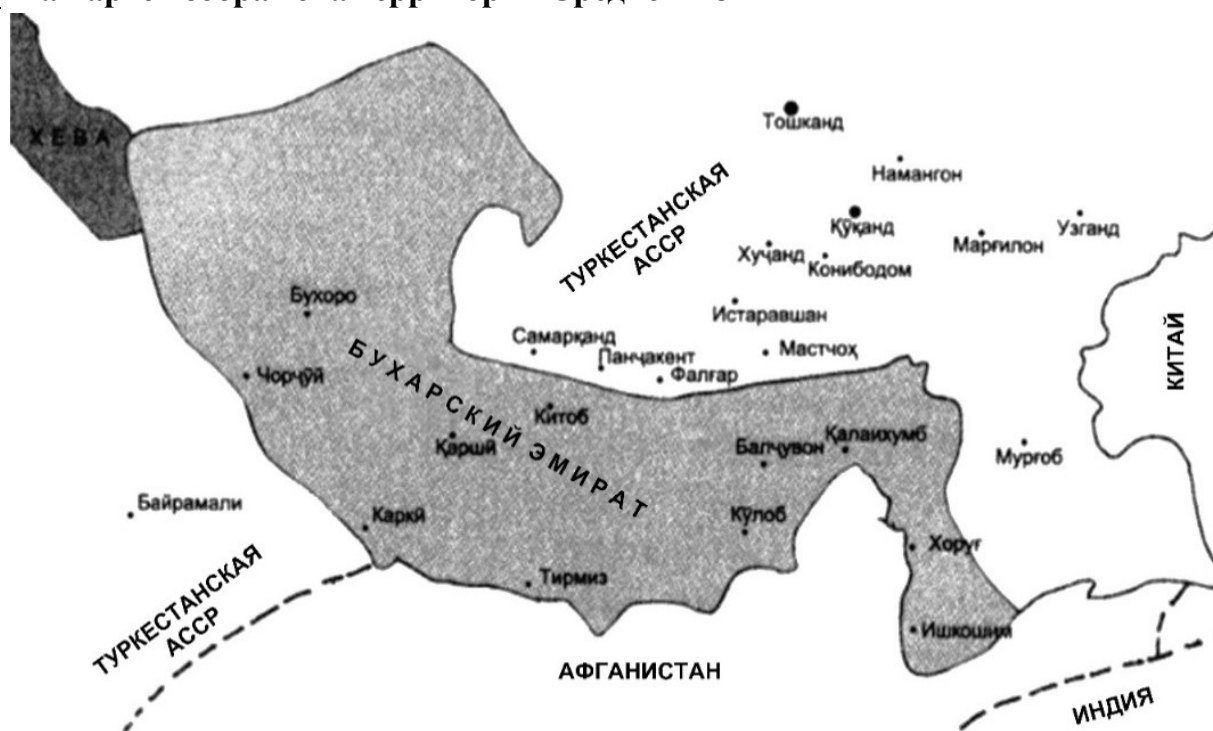 ХЕВА
Тошканд
Намангон
ТУРКЕСТАНСКАЯ
АССР
Қӯқанд
Узганд
Марғилон
Хуҷанд
Конибодом
Бухоро
Истаравшан
Самарқанд
Мастчоҳ
Панҷакент
Фалғар
КИТАЙ
Чорҷӯй
БУХАРСКИЙ ЭМИРАТ
Китоб
Қаршӣ
Балҷувон
Қалаихумб
Мурғоб
Байрамали
Каркӣ
Кӯлоб
Хоруғ
ТУРКЕСТАНСКАЯ
АССР
Тирмиз
Ишкошим
АФГАНИСТАН
ИНДИЯ